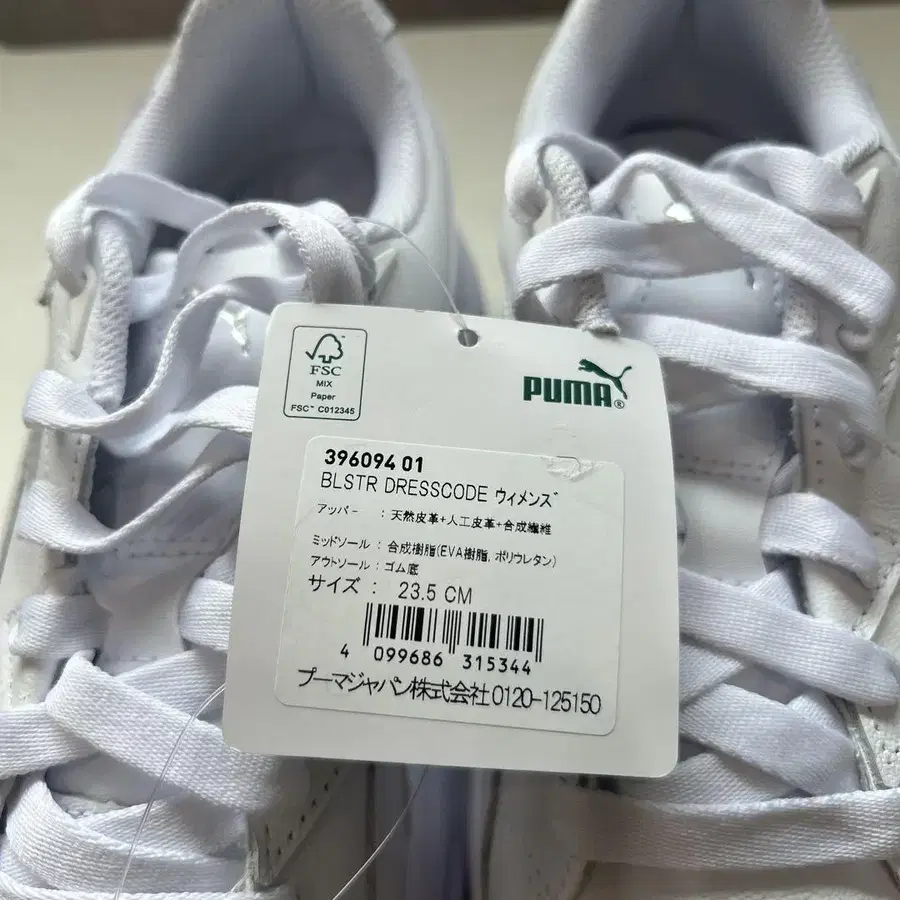 FSC
MIX
Paper
FSC™ C012345
PUMA®
396094 01
BLSTR DRESSCODE ウィメンズ
アッパー : 天然皮革+人工皮革+合成繊維
ミッドソール : 合成樹脂(EVA樹脂, ポリウレタン)
アウトソール : ゴム底
サイズ : 23.5 CM
4 099686 315344
プーマジャパン株式会社0120-125150